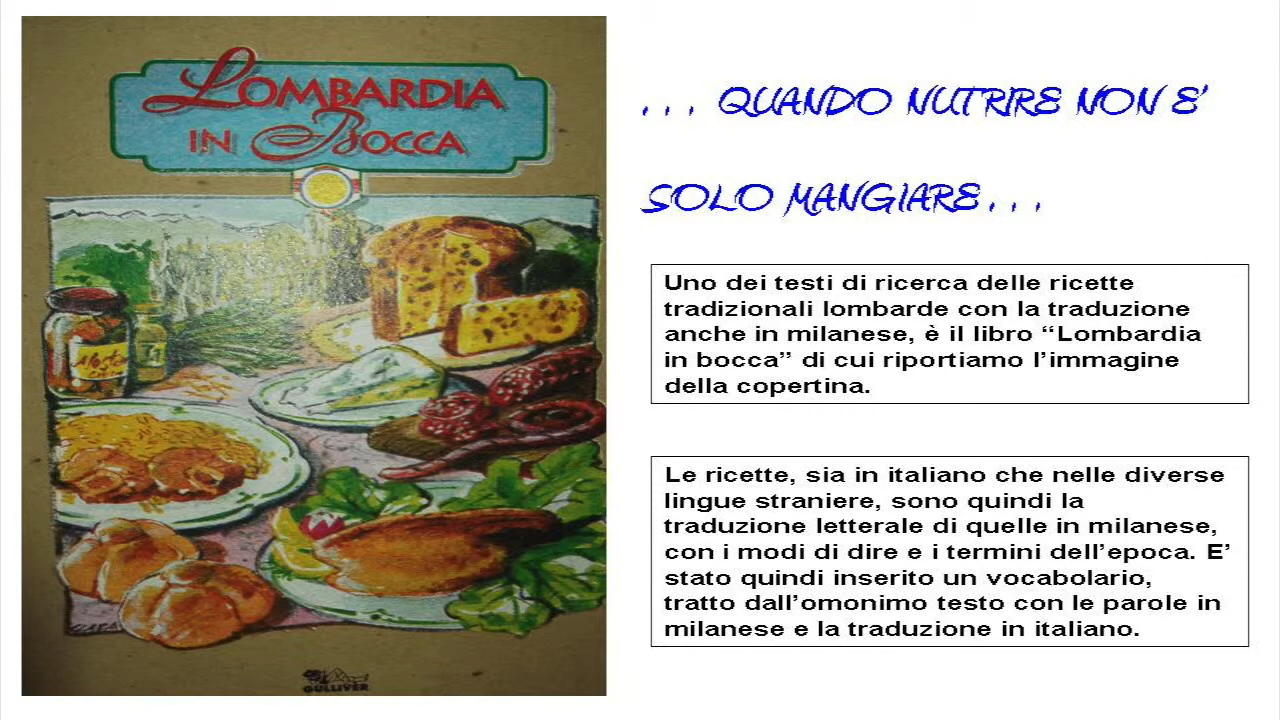 LOMBARDIA
IN BOCCA
GULLIVER
. . . QUANDO NUTRIRE NON E'
SOLO MANGIARE . . .
Uno dei testi di ricerca delle ricette
tradizionali lombarde con la traduzione
anche in milanese, è il libro “Lombardia
in bocca” di cui riportiamo l’immagine
della copertina.
Le ricette, sia in italiano che nelle diverse
lingue straniere, sono quindi la
traduzione letterale di quelle in milanese,
con i modi di dire e i termini dell’epoca. E’
stato quindi inserito un vocabolario,
tratto dall’omonimo testo con le parole in
milanese e la traduzione in italiano.